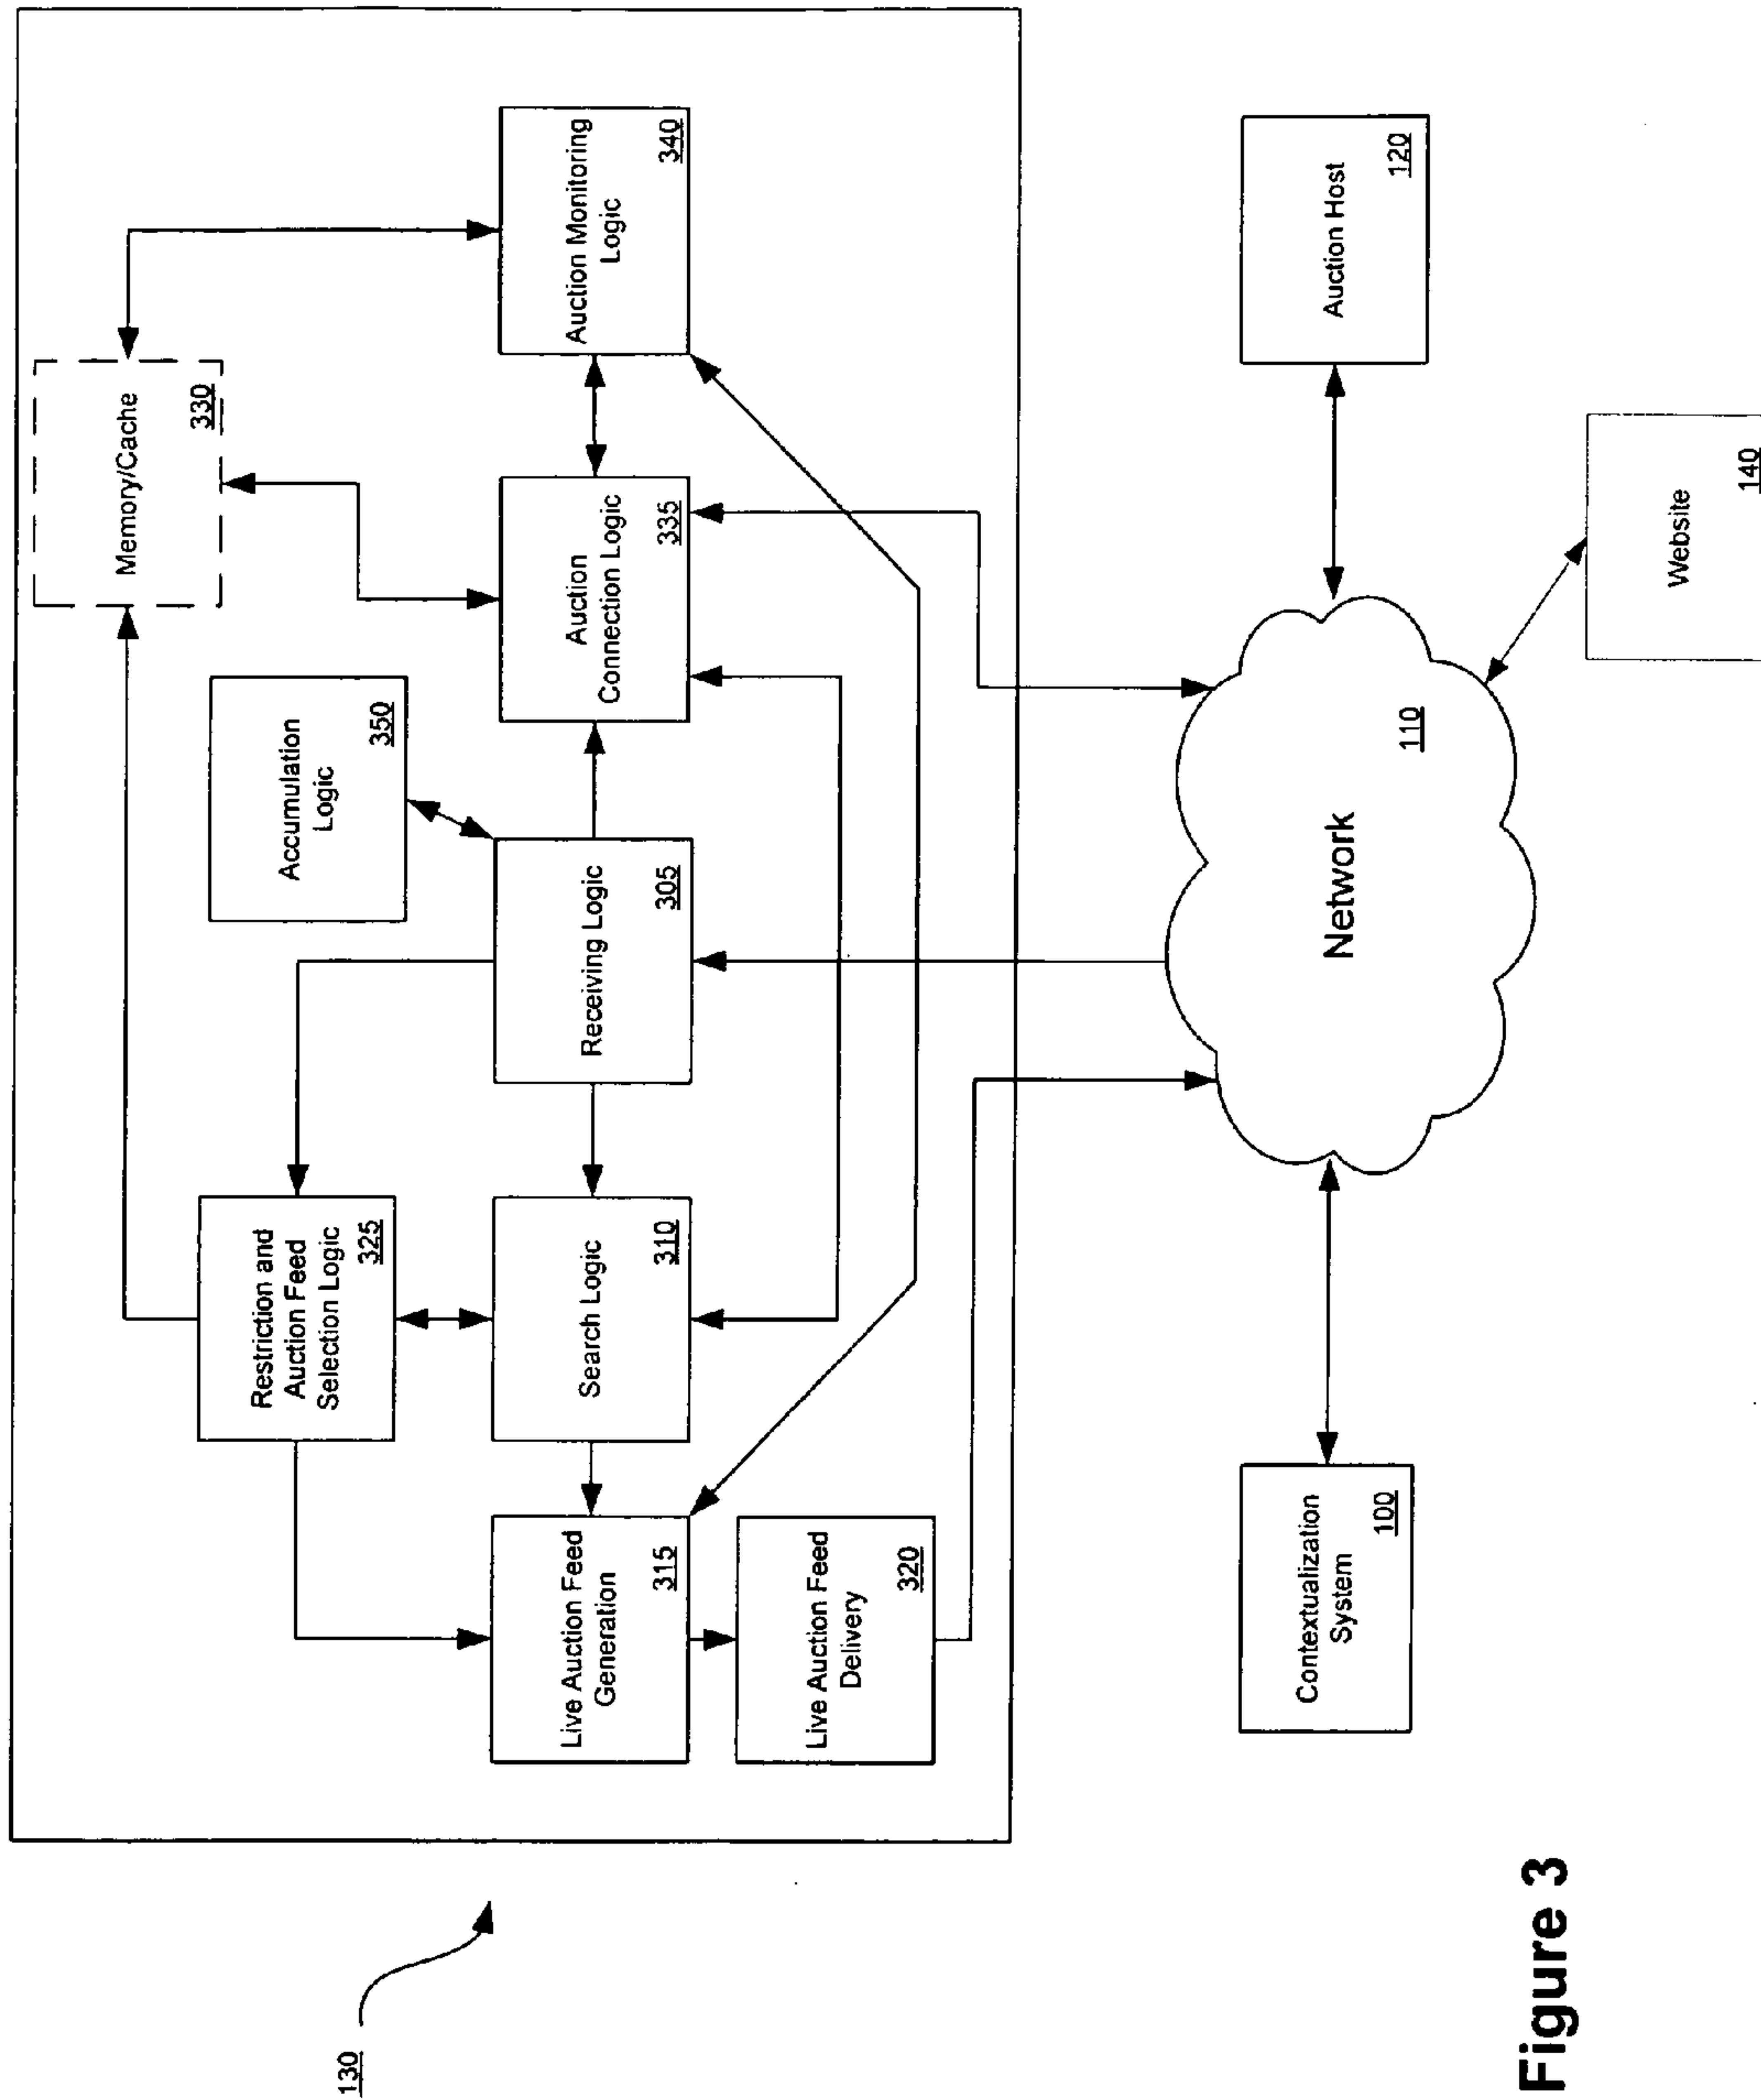 130
Restriction and
Auction Feed
Selection Logic
325
Accumulation
Logic
350
Memory/Cache
330
Live Auction Feed
Generation
315
Search Logic
310
Receiving Logic
305
Auction
Connection Logic
335
Auction Monitoring
Logic
340
Live Auction Feed
Delivery
320
Contextualization
System
100
Network
110
Auction Host
120
Website
140
Figure 3